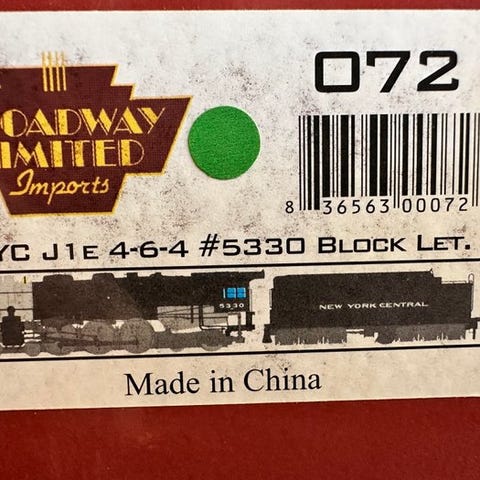 072
OADWAY
IMITED
Imports
8 36563 00072
YC J1E 4-6-4 #5330 BLOCK LET.
5330
NEW YORK CENTRAL
Made in China